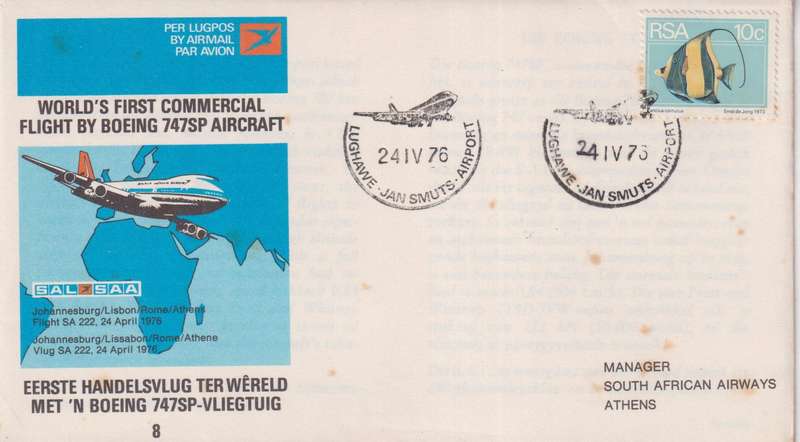 PER LUGPOS
BY AIRMAIL
PAR AVION
WORLD'S FIRST COMMERCIAL
FLIGHT BY BOEING 747SP AIRCRAFT
SAL SAA
Johannesburg/Lisbon/Rome/Athens
Flight SA 222, 24 April 1976
Johannesburg/Lissabon/Rome/Athene
Vlug SA 222, 24 April 1976
EERSTE HANDELSVLUG TER WÊRELD
MET 'N BOEING 747SP-VLIEGTUIG
8
24 IV 76
LUGHAWE · JAN SMUTS · AIRPORT
24 IV 76
LUGHAWE · JAN SMUTS · AIRPORT
RSA 10c
MANAGER
SOUTH AFRICAN AIRWAYS
ATHENS